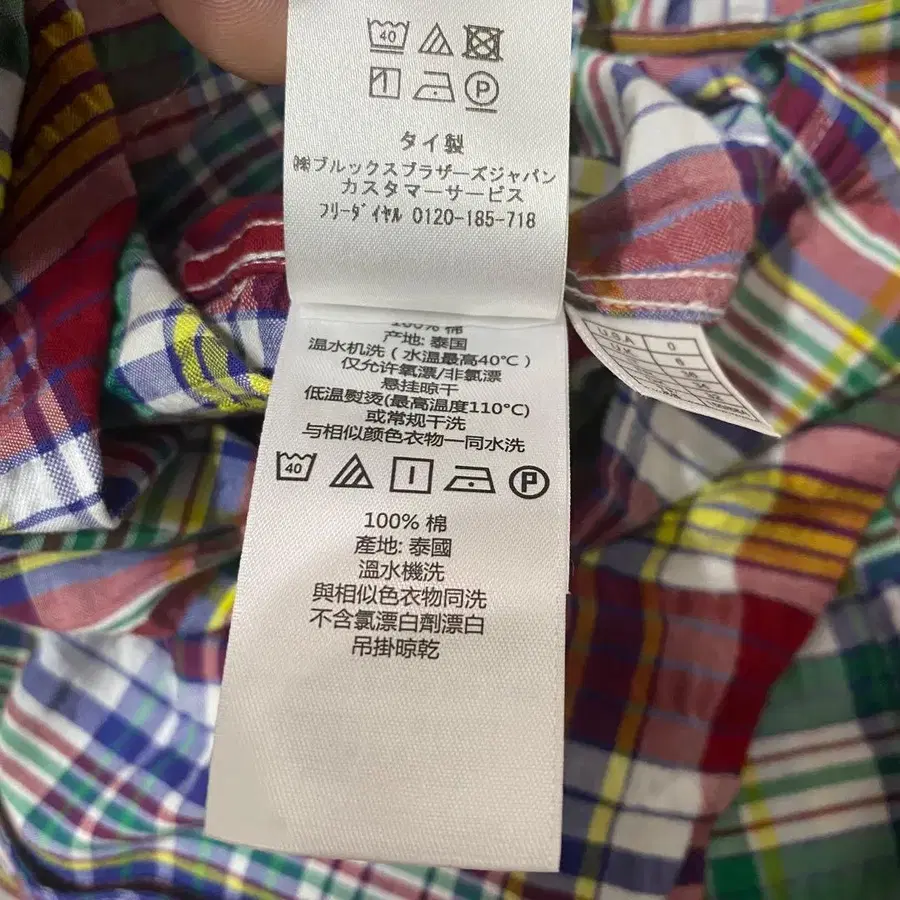 40
P
タイ製
㈱ブルックスブラザーズジャパン
カスタマーサービス
フリーダイヤル 0120-185-718
100% 棉
产地: 泰国
温水机洗 ( 水温最高40℃ )
仅允许氧漂/非氯漂
悬挂晾干
低温熨烫(最高温度110℃)
或常规干洗
与相似颜色衣物一同水洗
40
P
100% 棉
產地: 泰國
溫水機洗
與相似色衣物同洗
不含氯漂白劑漂白
吊掛晾乾
USA 0
UK 6
36
34